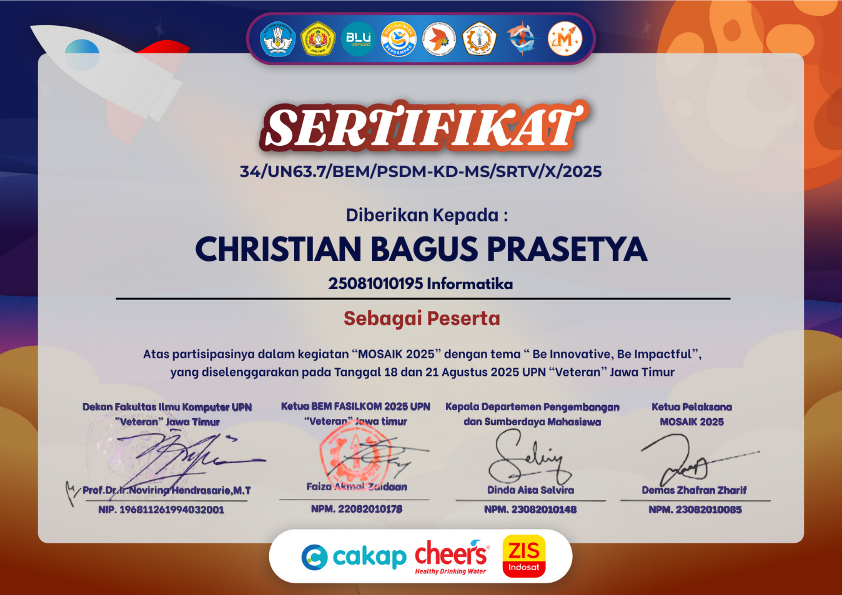 BLU
SERTIFIKAT
34/UN63.7/BEM/PSDM-KD-MS/SRTV/X/2025
Diberikan Kepada :
CHRISTIAN BAGUS PRASETYA
25081010195 Informatika
Sebagai Peserta
Atas partisipasinya dalam kegiatan “MOSAIK 2025” dengan tema “ Be Innovative, Be Impactful”,
yang diselenggarakan pada Tanggal 18 dan 21 Agustus 2025 UPN “Veteran” Jawa Timur
Dekan Fakultas Ilmu Komputer UPN
"Veteran" Jawa Timur
Prof.Dr.Ir.Novirina Hendrasarie,M.T
NIP. 196811261994032001
Ketua BEM FASILKOM 2025 UPN
"Veteran" Jawa timur
Faiza Akmal Zaidaan
NPM. 22082010178
Kepala Departemen Pengembangan
dan Sumberdaya Mahasiswa
Dinda Aisa Selvira
NPM. 23082010148
Ketua Pelaksana
MOSAIK 2025
Demas Zhafran Zharif
NPM. 23082010085
cakap
cheers
Healthy Drinking Water
ZIS
Indosat